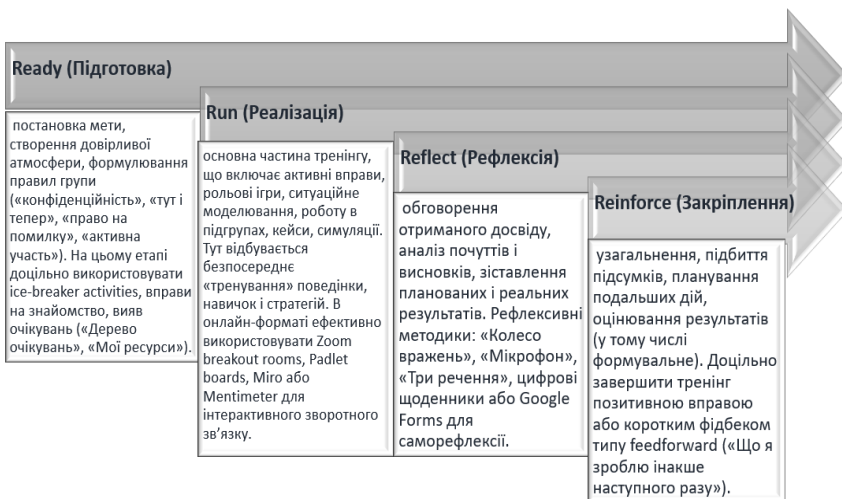 Ready (Підготовка)
постановка мети,
створення довірливої
атмосфери, формулювання
правил групи
(«конфіденційність», «тут і
тепер», «право на
помилку», «активна
участь»). На цьому етапі
доцільно використовувати
ice-breaker activities, вправи
на знайомство, вияв
очікувань («Дерево
очікувань», «Мої ресурси»).
Run (Реалізація)
основна частина тренінгу,
що включає активні вправи,
рольові ігри, ситуаційне
моделювання, роботу в
підгрупах, кейси, симуляції.
Тут відбувається
безпосереднє
«тренування» поведінки,
навичок і стратегій. В
онлайн-форматі ефективно
використовувати Zoom
breakout rooms, Padlet
boards, Miro або
Mentimeter для
інтерактивного зворотного
зв’язку.
Reflect (Рефлексія)
обговорення
отриманого досвіду,
аналіз почуттів і
висновків, зіставлення
планованих і реальних
результатів. Рефлексивні
методики: «Колесо
вражень», «Мікрофон»,
«Три речення», цифрові
щоденники або Google
Forms для
саморефлексії.
Reinforce (Закріплення)
узагальнення, підбиття
підсумків, планування
подальших дій,
оцінювання результатів
(у тому числі
формувальне). Доцільно
завершити тренінг
позитивною вправою
або коротким фідбеком
типу feedforward («Що я
зроблю інакше
наступного разу»).